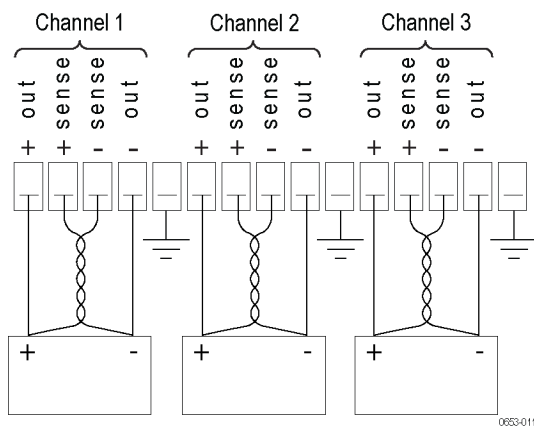 Channel 1 Channel 2 Channel 3
+ out + sense - sense - out + out + sense - sense - out + out + sense - sense - out
+ - + - + -
0653-011